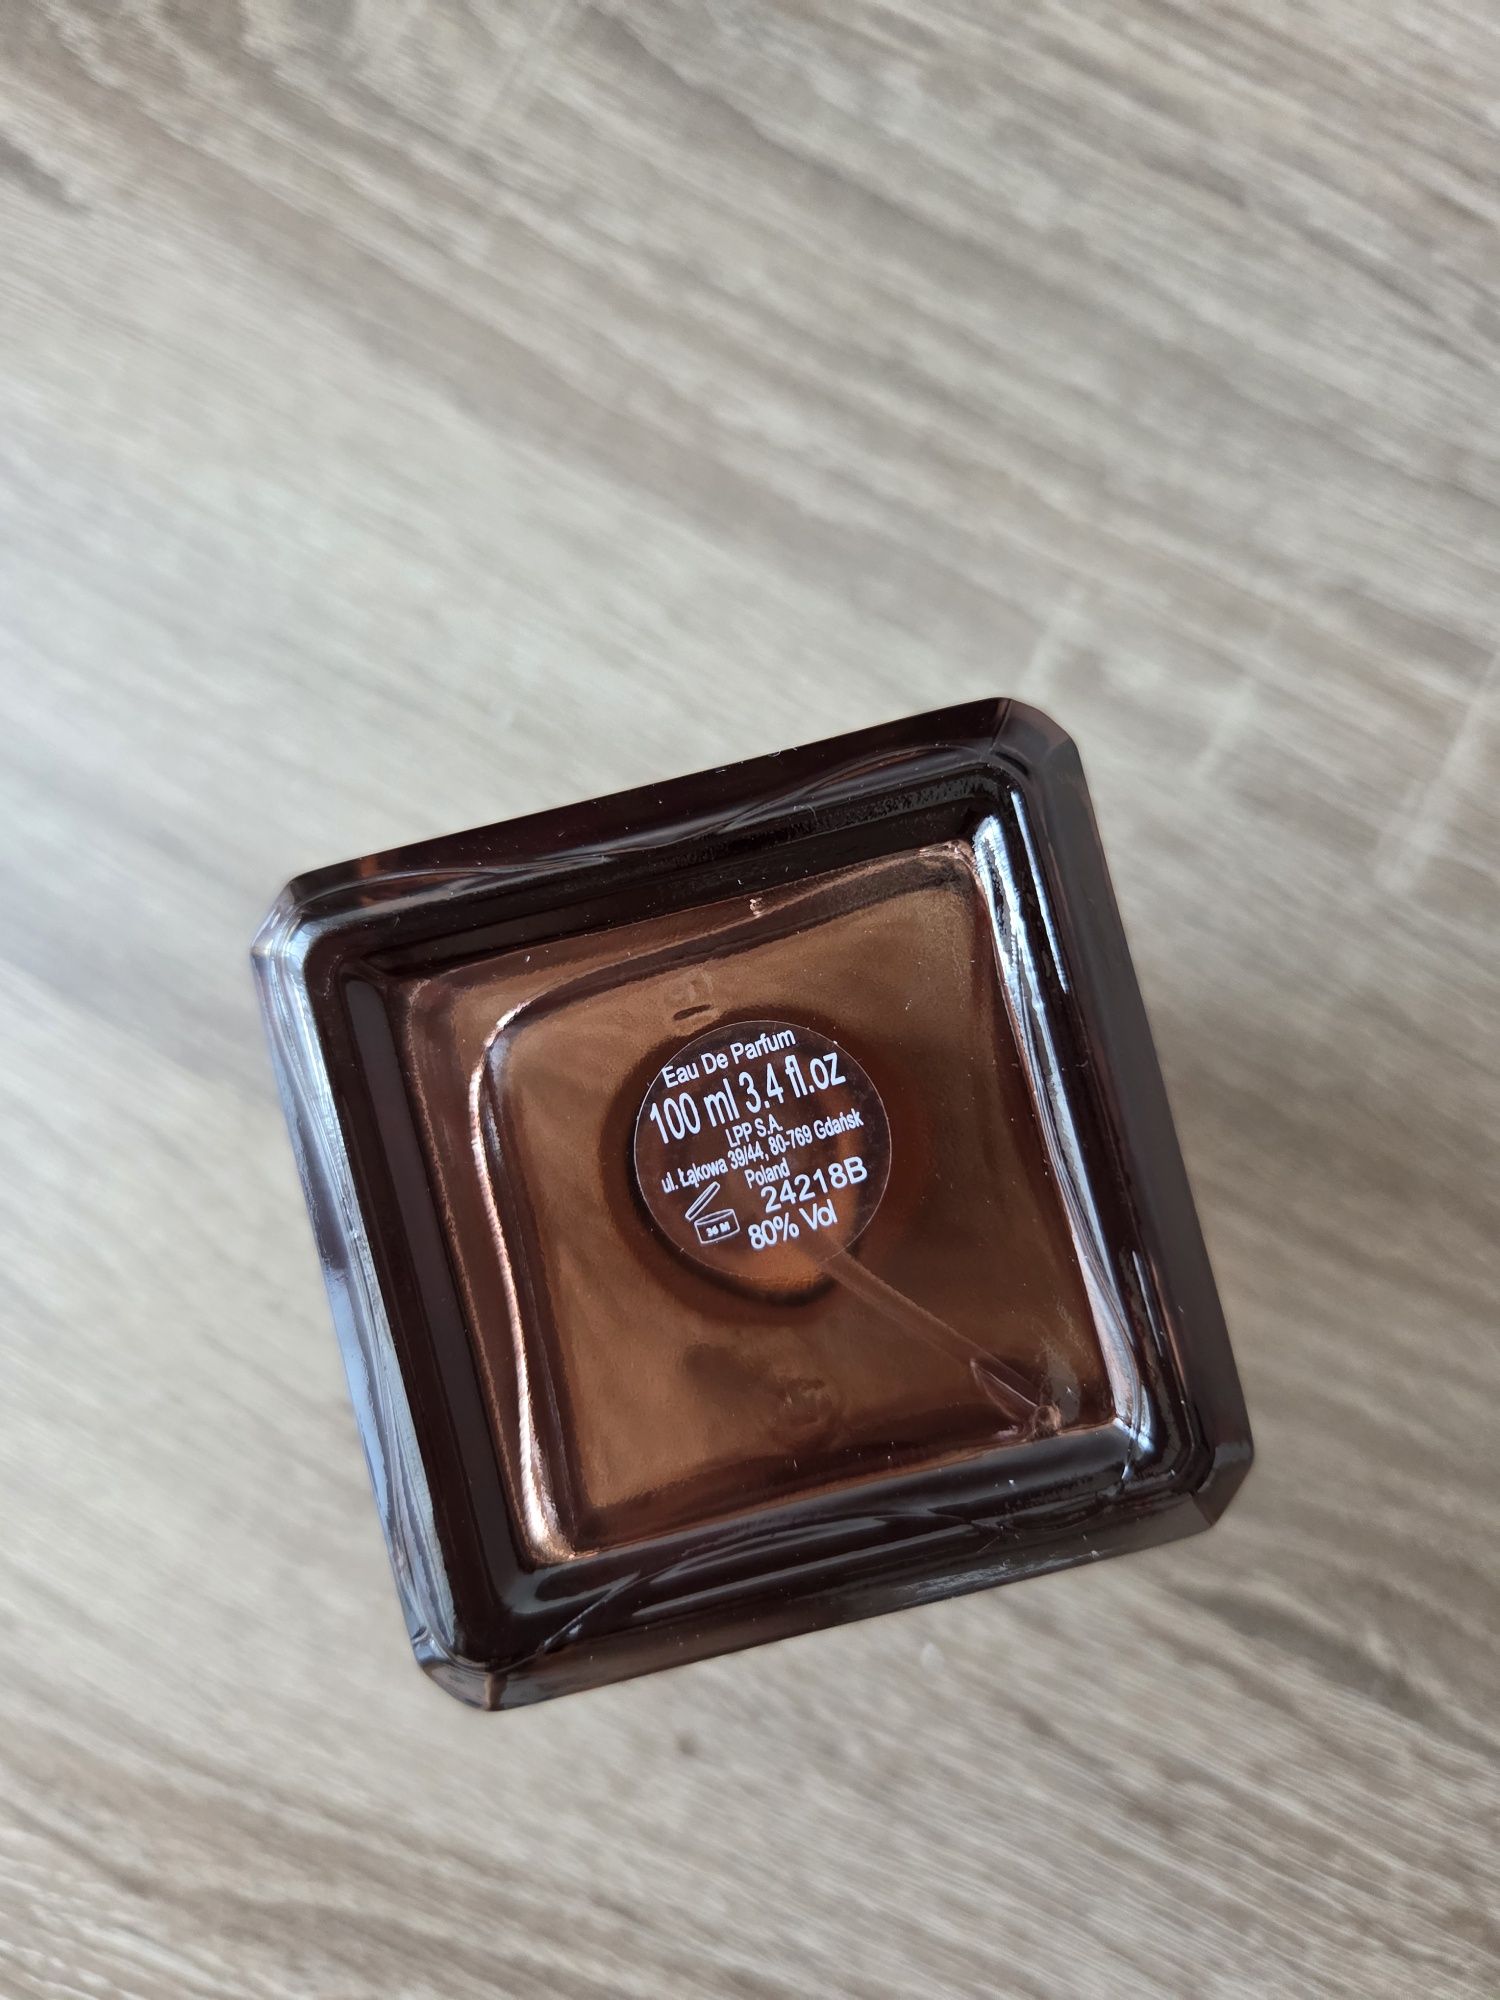 Eau De Parfum
100 ml 3.4 fl.oz
LPP S.A.
ul. Łąkowa 39/44, 80-769 Gdańsk
Poland
24218B
36 M
80% Vol